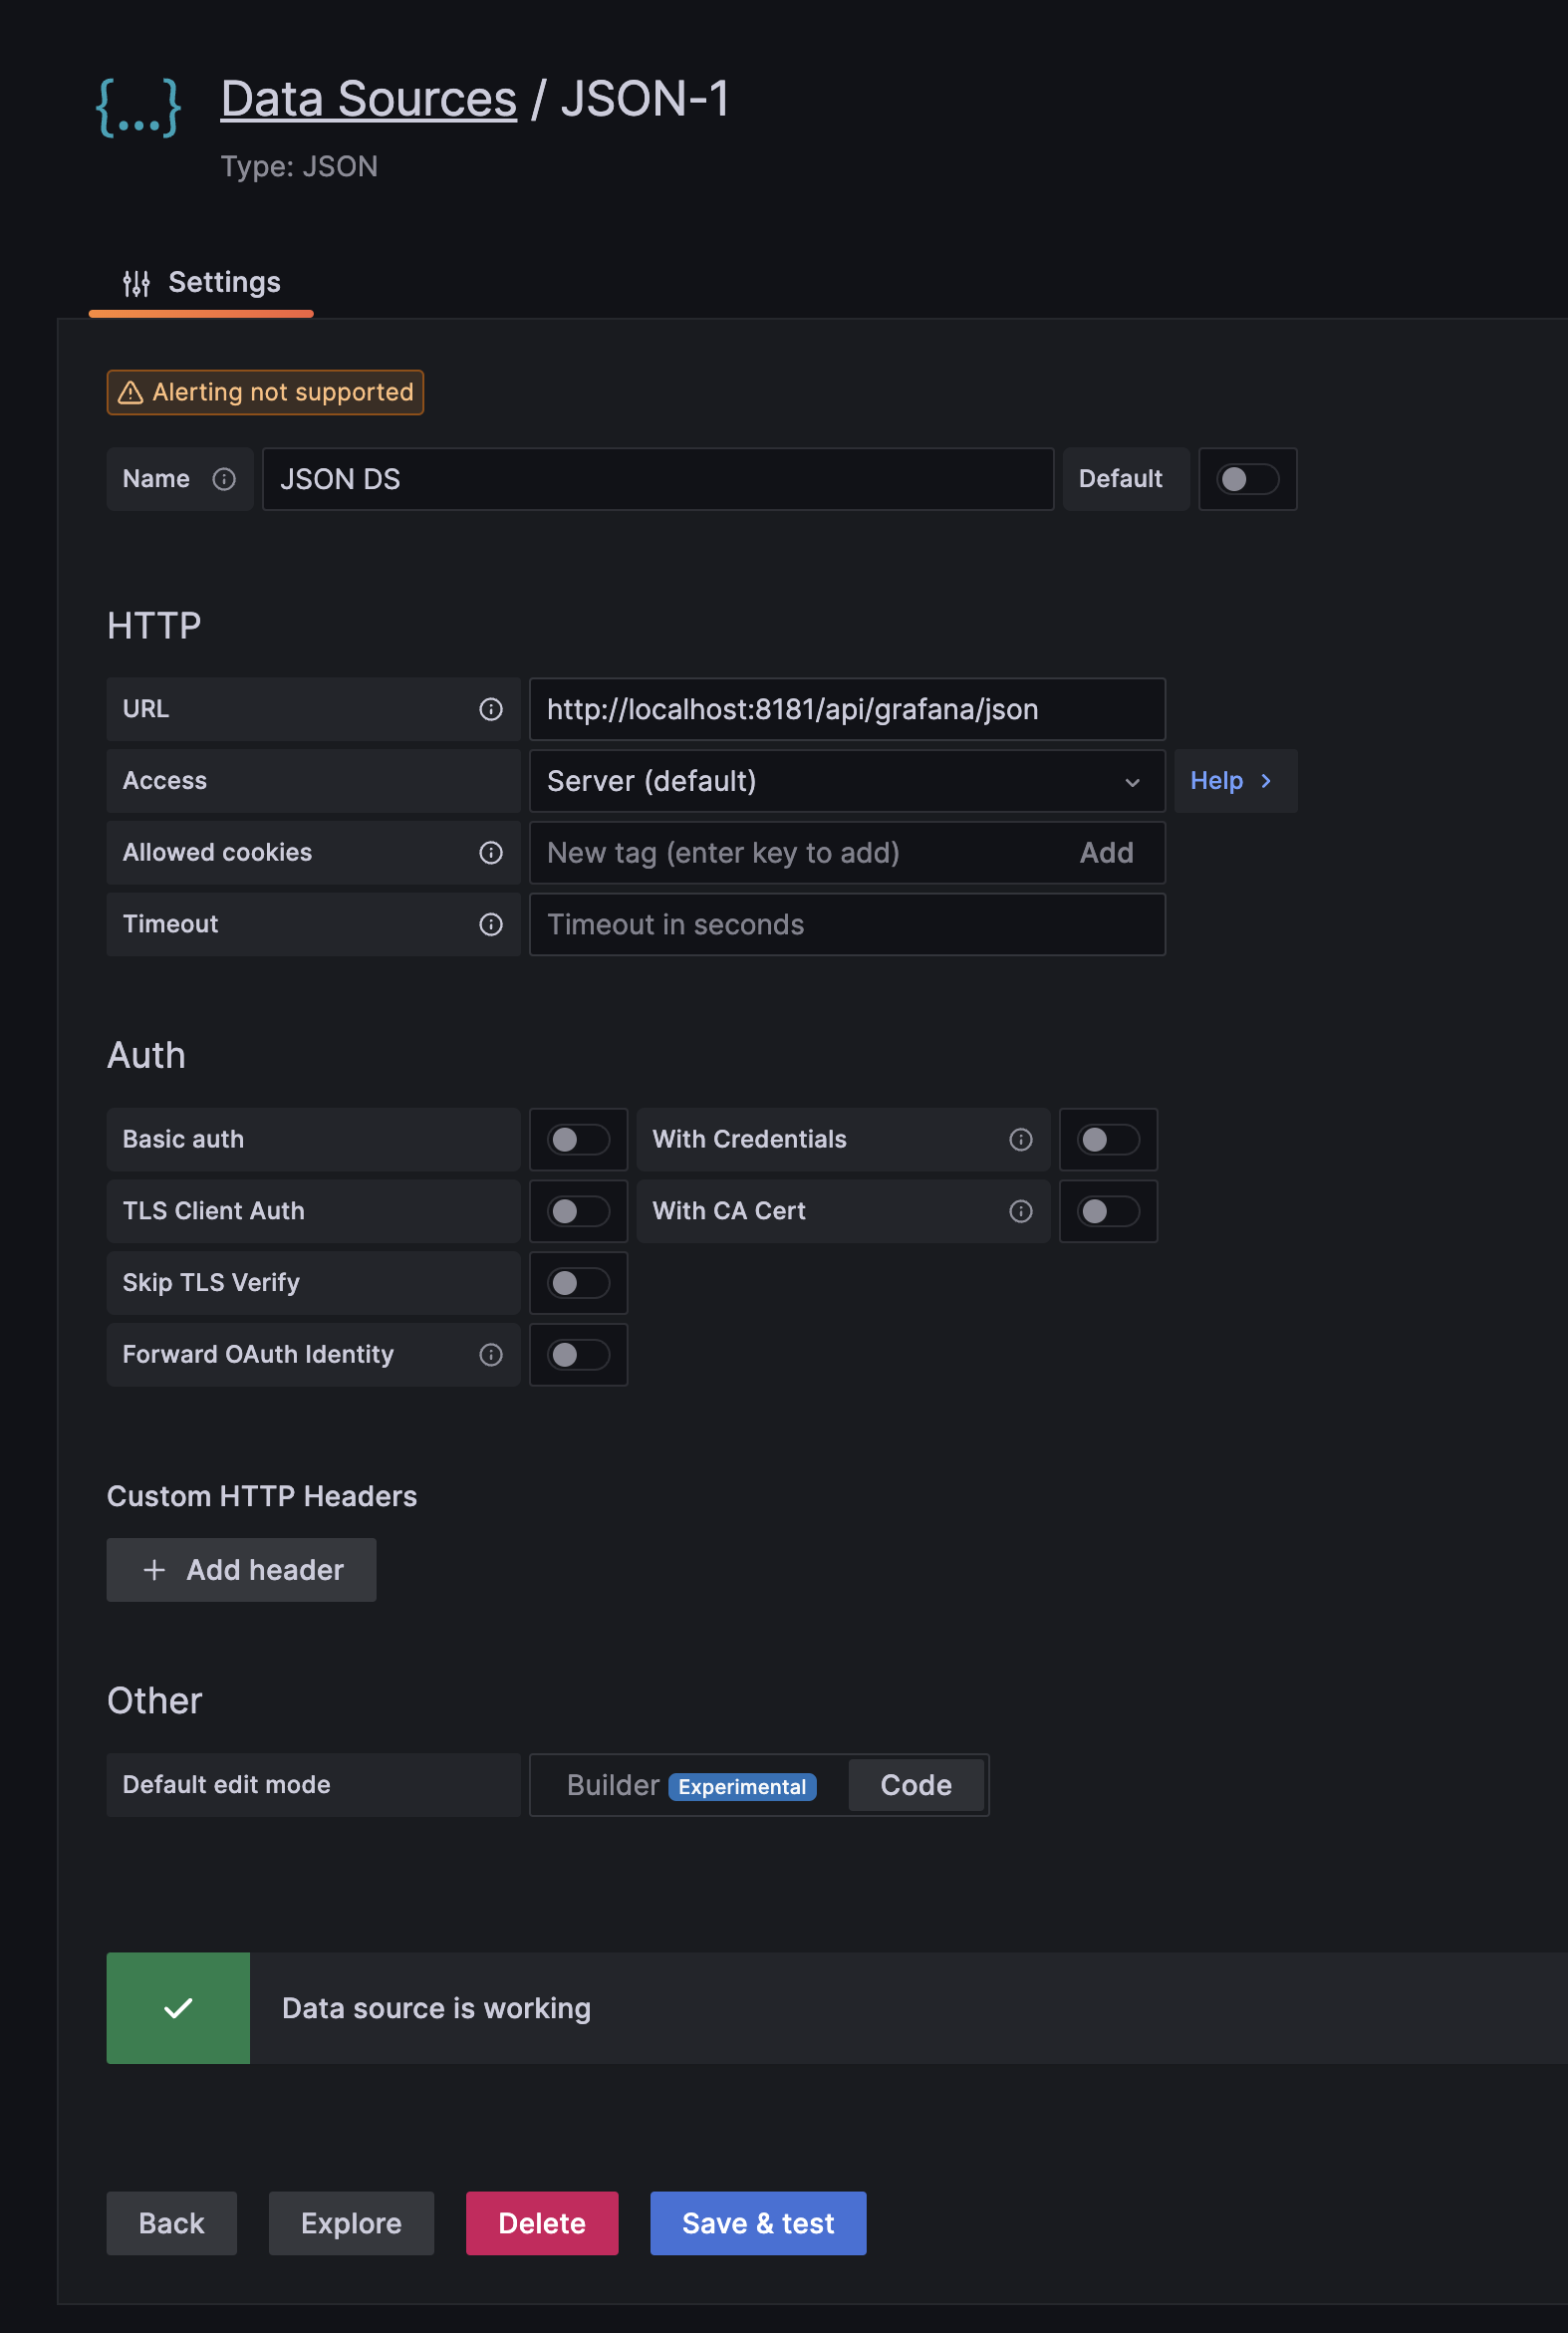 {...} Data Sources / JSON-1
Type: JSON
Settings
Alerting not supported
Name JSON DS Default
HTTP
URL http://localhost:8181/api/grafana/json
Access Server (default) Help >
Allowed cookies New tag (enter key to add) Add
Timeout Timeout in seconds
Auth
Basic auth With Credentials
TLS Client Auth With CA Cert
Skip TLS Verify
Forward OAuth Identity
Custom HTTP Headers
+ Add header
Other
Default edit mode Builder Experimental Code
Data source is working
Back Explore Delete Save & test